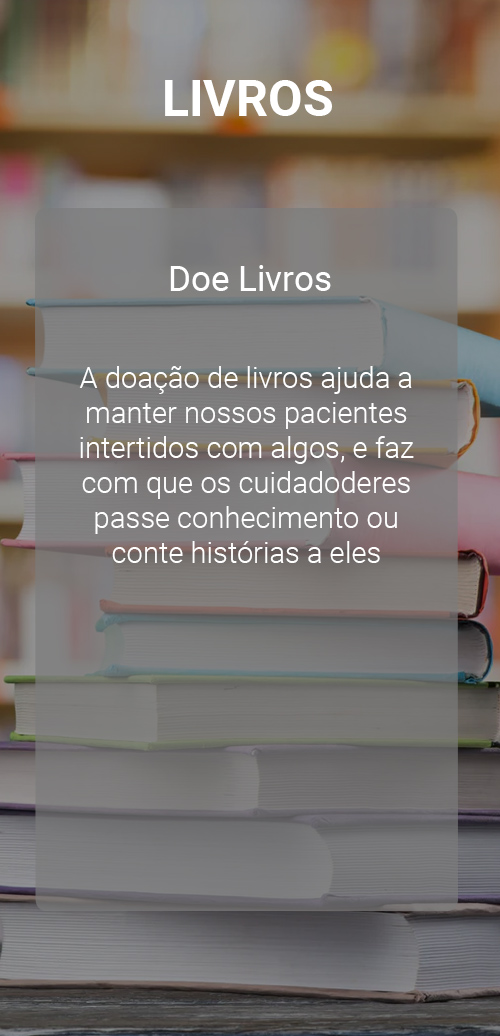 LIVROS
Doe Livros
A doação de livros ajuda a
manter nossos pacientes
intertidos com algos, e faz
com que os cuidadoderes
passe conhecimento ou
conte histórias a eles